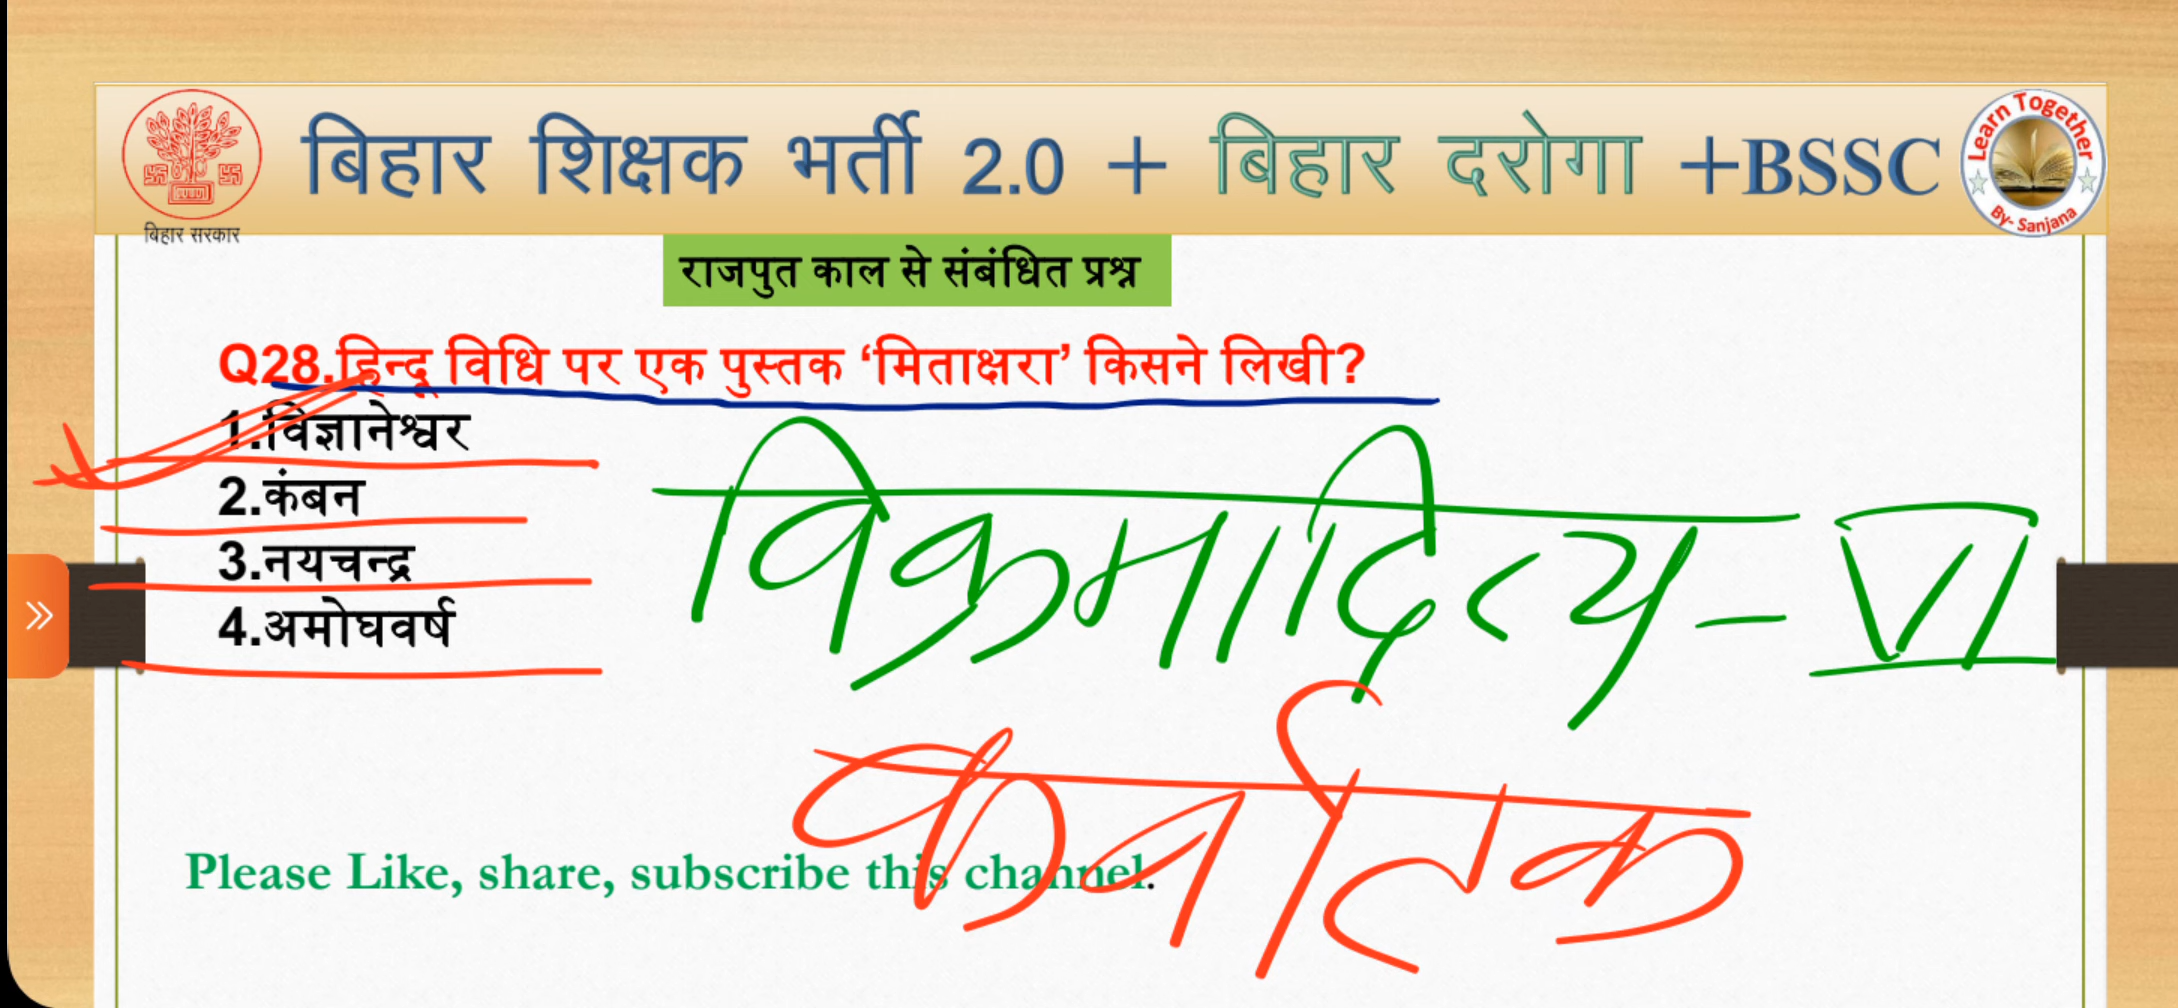 बिहार शिक्षक भर्ती 2.0 + बिहार दरोगा +BSSC
Learn Together
By- Sanjana
बिहार सरकार
राजपुत काल से संबंधित प्रश्न
Q28.हिन्दू विधि पर एक पुस्तक ‘मिताक्षरा’ किसने लिखी?
1.विज्ञानेश्वर
2.कंबन
3.नयचन्द्र
4.अमोघवर्ष
विक्रमादित्य - VI
Please Like, share, subscribe this channel.